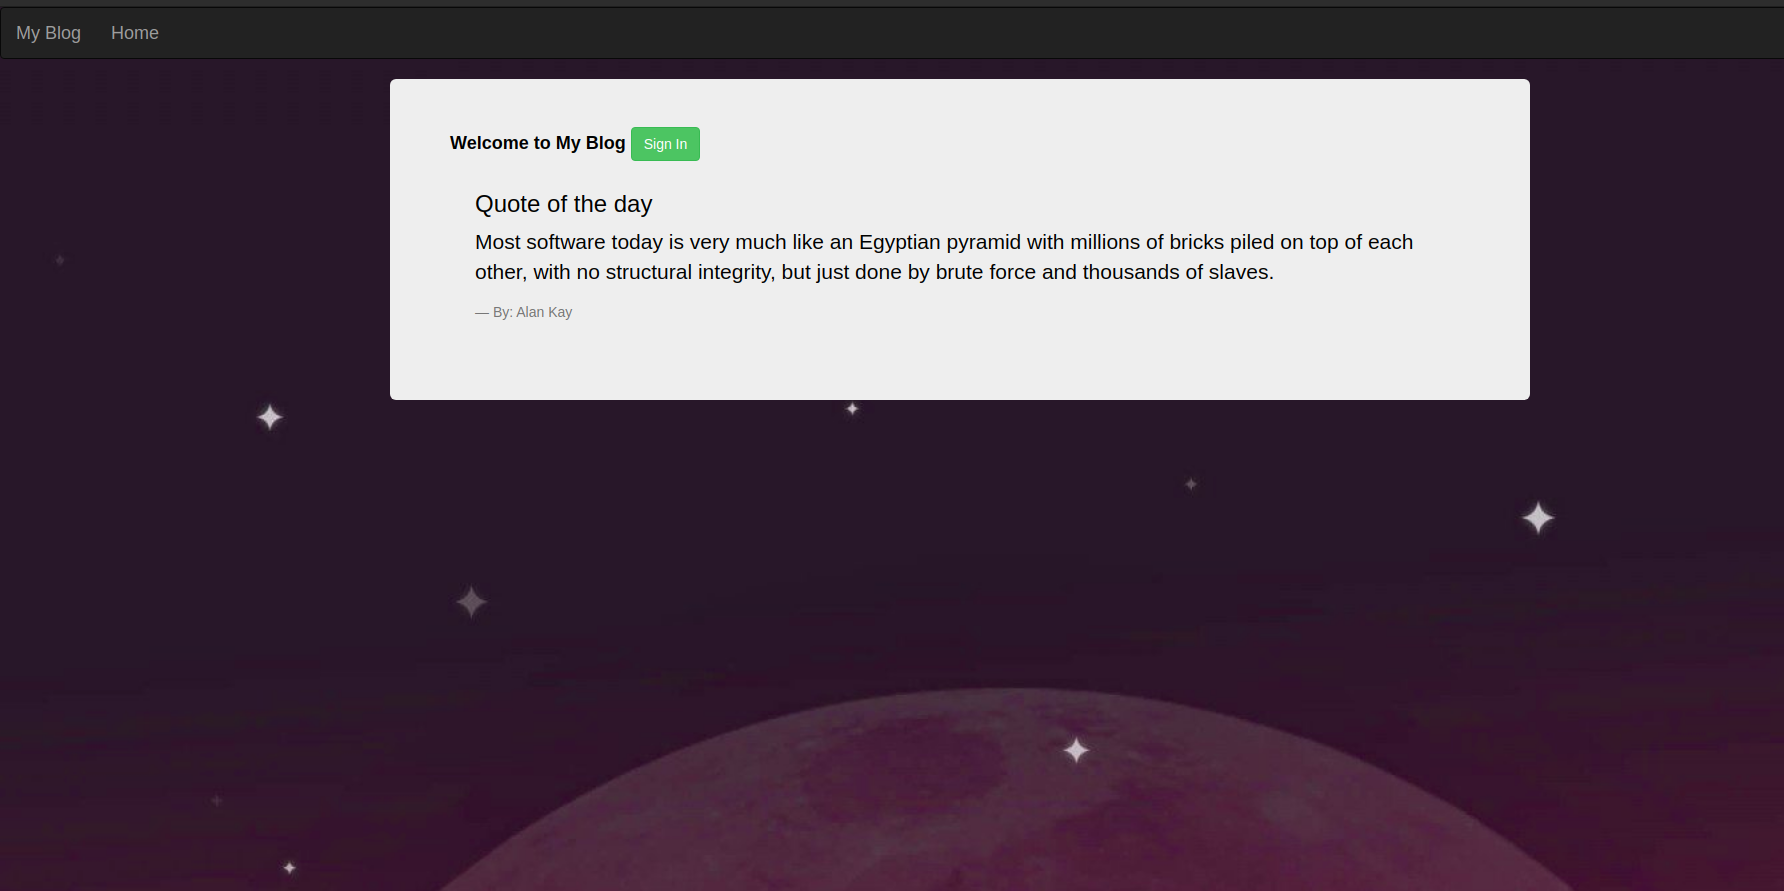 My Blog Home
Welcome to My Blog Sign In
Quote of the day
Most software today is very much like an Egyptian pyramid with millions of bricks piled on top of each
other, with no structural integrity, but just done by brute force and thousands of slaves.
— By: Alan Kay